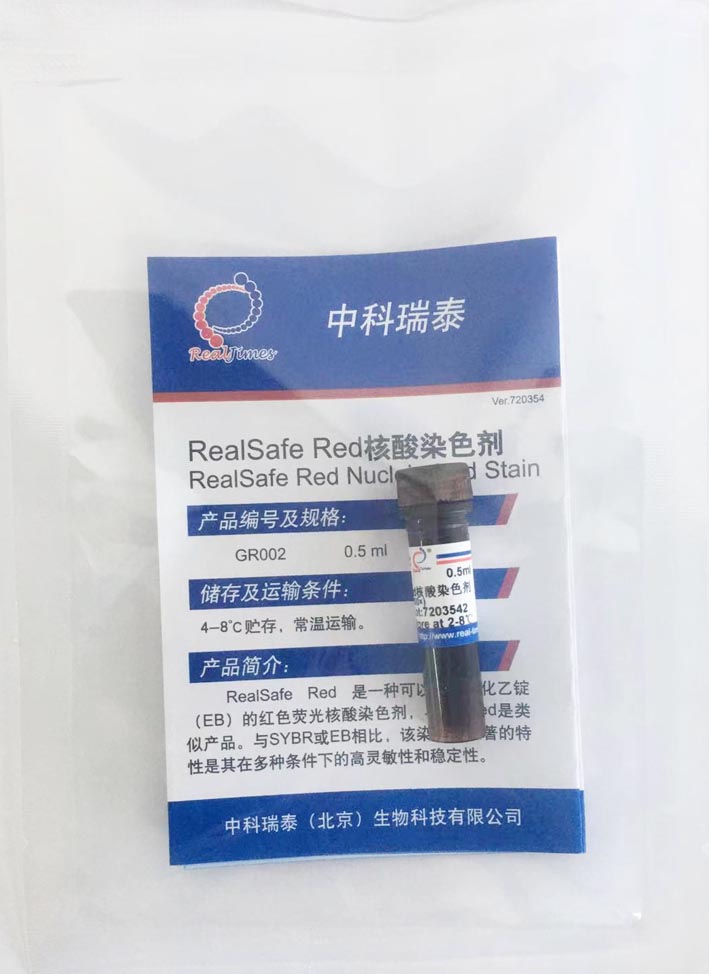 RealTimes
中科瑞泰
Ver.720354
RealSafe Red核酸染色剂
RealSafe Red Stain
产品编号及规格：
GR002 0.5 ml
储存及运输条件：
4—8℃贮存，常温运输。
产品简介：
RealSafe Red 是一种可以 化乙锭
（EB）的红色荧光核酸染色剂， 是类
似产品。与SYBR或EB相比，该染 著的特
性是其在多种条件下的高灵敏性和稳定性。
中科瑞泰（北京）生物科技有限公司
0.5ml
核酸染色剂
7203542
at 2-8
http://www.real-